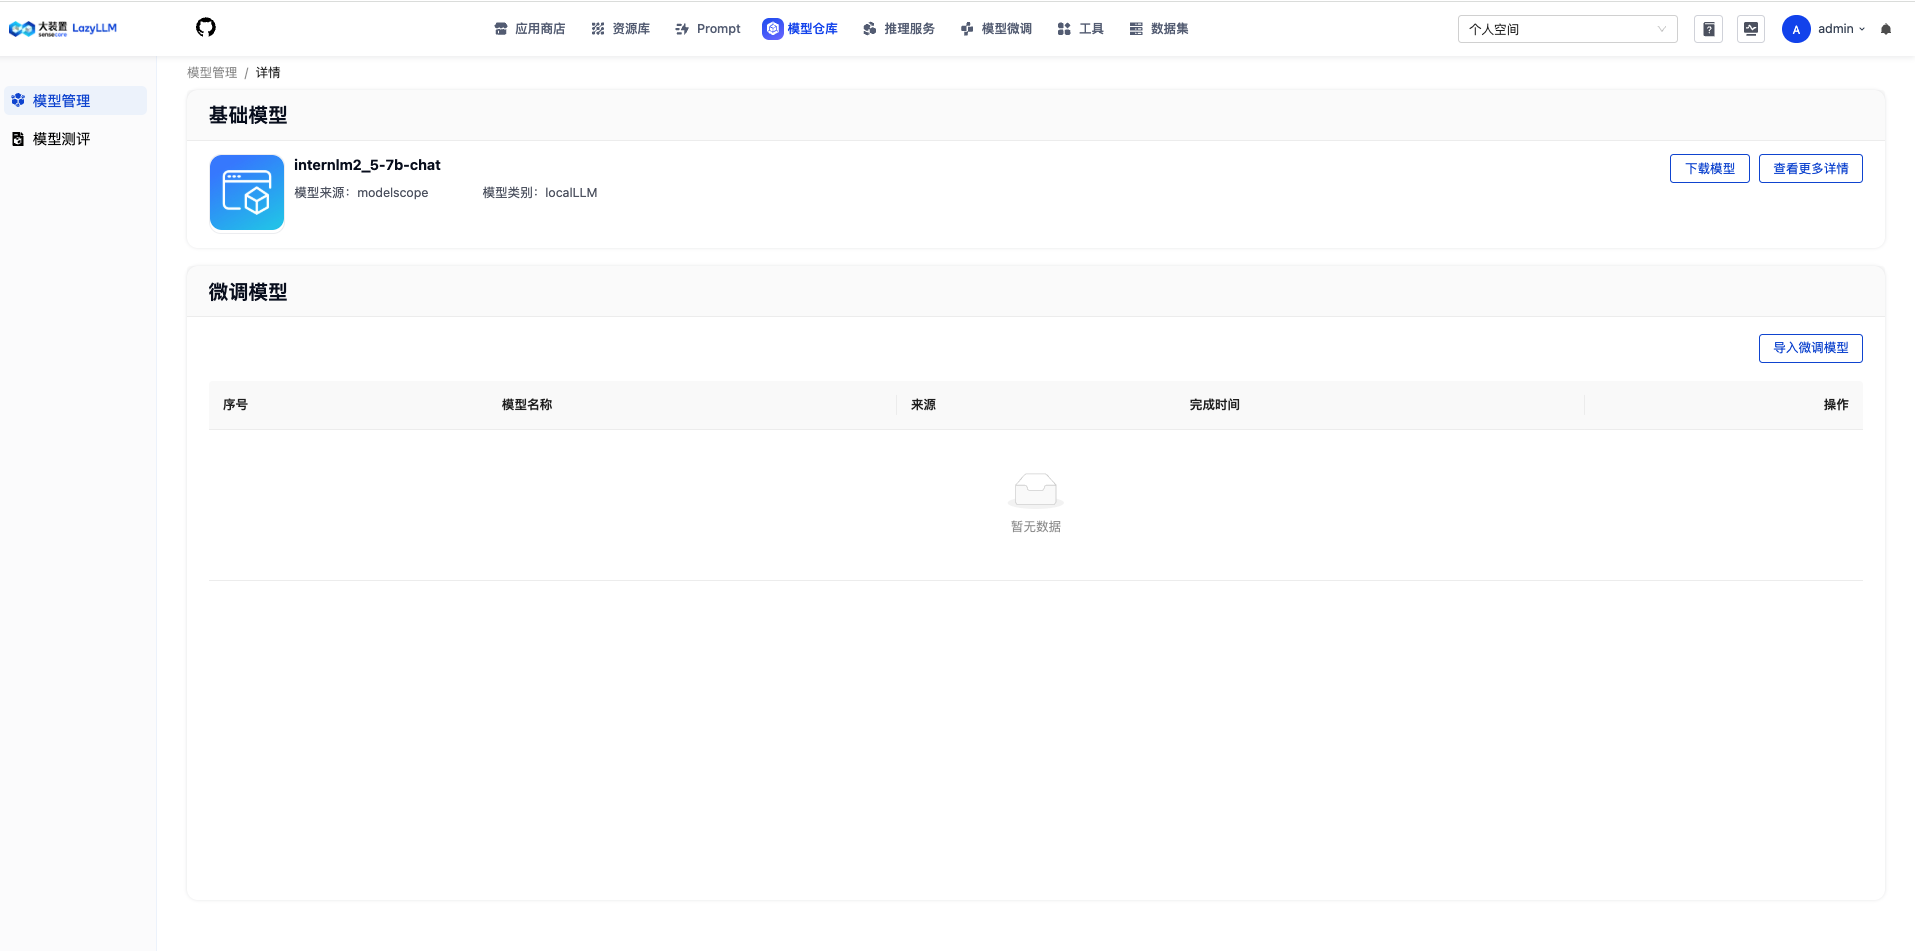 大装置 sensecore LazyLLM
应用商店 资源库 Prompt 模型仓库 推理服务 模型微调 工具 数据集
个人空间
A admin
模型管理
模型测评
模型管理 / 详情
基础模型
internlm2_5-7b-chat
模型来源：modelscope 模型类别：localLLM
下载模型 查看更多详情
微调模型
导入微调模型
序号 模型名称 来源 完成时间 操作
暂无数据